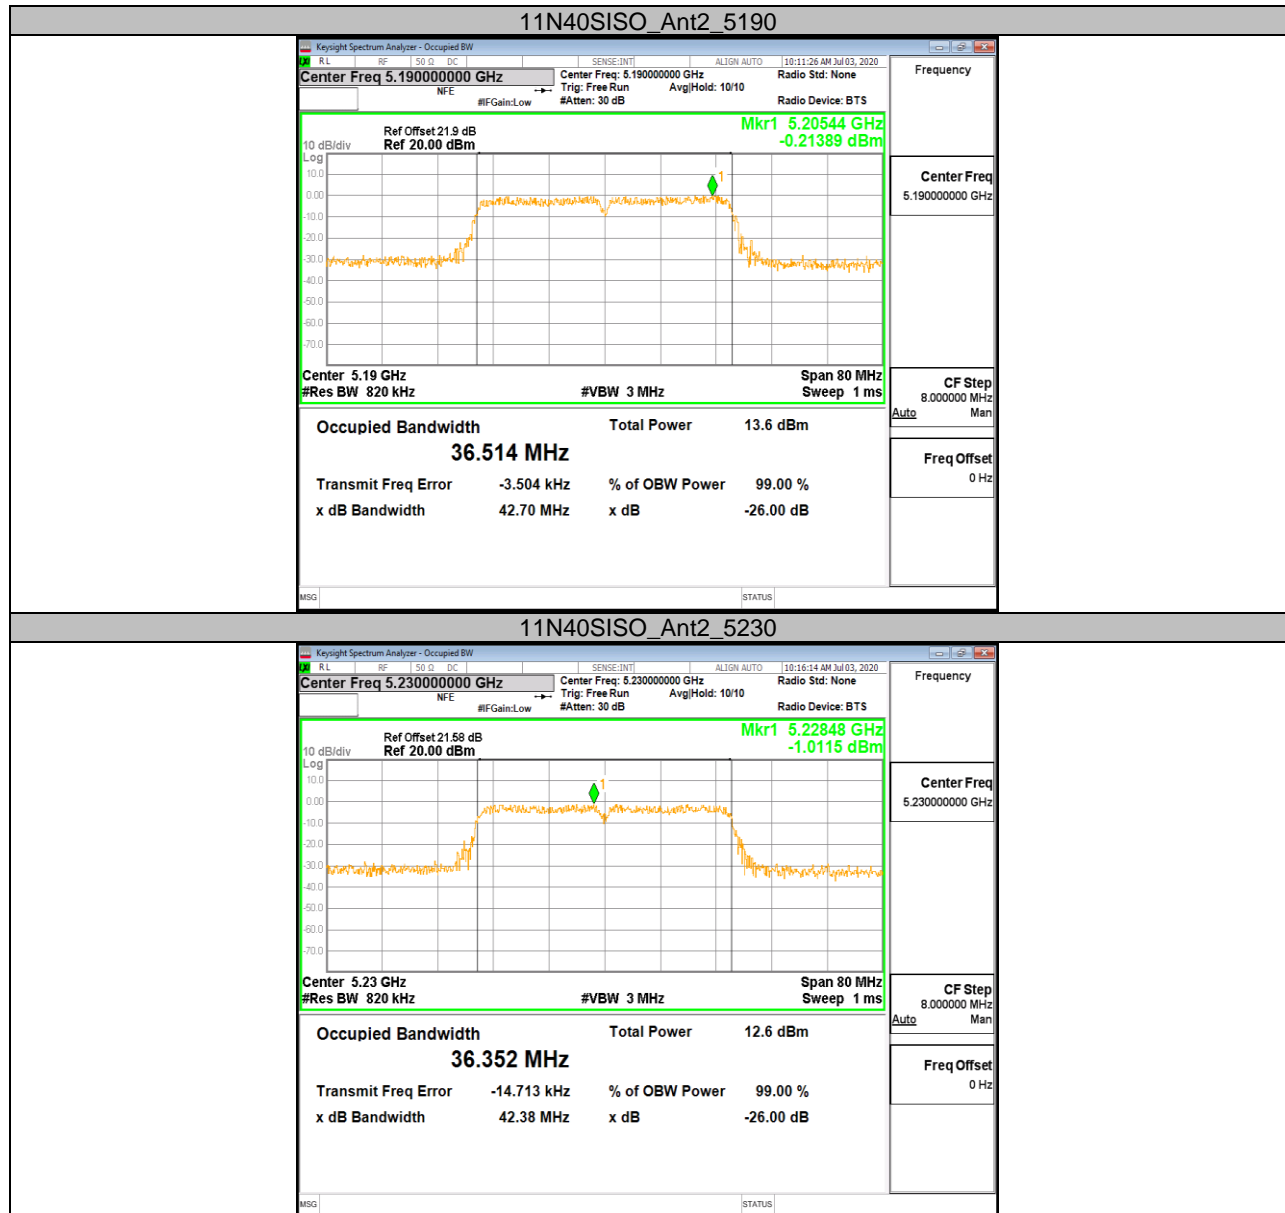 11N40SISO_Ant2_5190
Keysight Spectrum Analyzer - Occupied BW
LXI RL RF 50 Ω DC SENSE:INT ALIGN AUTO 10:11:26 AM Jul 03, 2020
Center Freq 5.190000000 GHz Center Freq: 5.190000000 GHz Radio Std: None Frequency
NFE Trig: Free Run Avg|Hold: 10/10
#IFGain:Low #Atten: 30 dB Radio Device: BTS
Mkr1 5.20544 GHz
Ref Offset 21.9 dB -0.21389 dBm
10 dB/div Ref 20.00 dBm
Log
10.0 1
Center Freq
5.190000000 GHz
0.00
-10.0
-20.0
-30.0
-40.0
-50.0
-60.0
-70.0
Center 5.19 GHz Span 80 MHz
#Res BW 820 kHz #VBW 3 MHz Sweep 1 ms
CF Step
8.000000 MHz
Auto Man
Occupied Bandwidth Total Power 13.6 dBm
36.514 MHz
Freq Offset
0 Hz
Transmit Freq Error -3.504 kHz % of OBW Power 99.00 %
x dB Bandwidth 42.70 MHz x dB -26.00 dB
MSG STATUS
11N40SISO_Ant2_5230
Keysight Spectrum Analyzer - Occupied BW
LXI RL RF 50 Ω DC SENSE:INT ALIGN AUTO 10:16:14 AM Jul 03, 2020
Center Freq 5.230000000 GHz Center Freq: 5.230000000 GHz Radio Std: None Frequency
NFE Trig: Free Run Avg|Hold: 10/10
#IFGain:Low #Atten: 30 dB Radio Device: BTS
Mkr1 5.22848 GHz
Ref Offset 21.58 dB -1.0115 dBm
10 dB/div Ref 20.00 dBm
Log
10.0 1
Center Freq
5.230000000 GHz
0.00
-10.0
-20.0
-30.0
-40.0
-50.0
-60.0
-70.0
Center 5.23 GHz Span 80 MHz
#Res BW 820 kHz #VBW 3 MHz Sweep 1 ms
CF Step
8.000000 MHz
Auto Man
Occupied Bandwidth Total Power 12.6 dBm
36.352 MHz
Freq Offset
0 Hz
Transmit Freq Error -14.713 kHz % of OBW Power 99.00 %
x dB Bandwidth 42.38 MHz x dB -26.00 dB
MSG STATUS